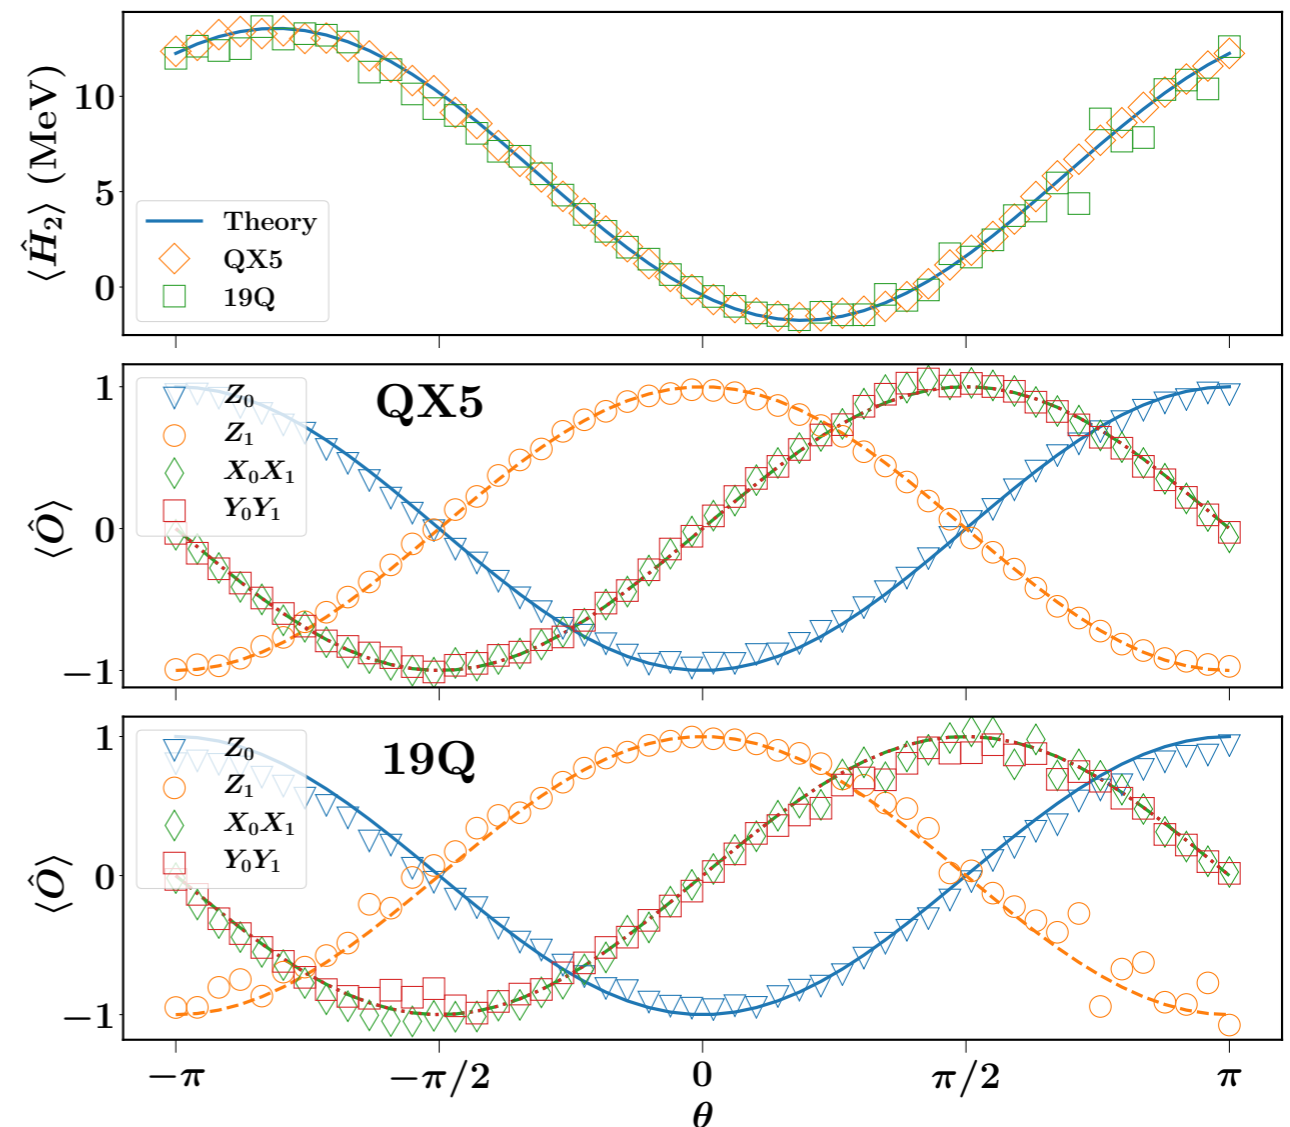 ⟨Ĥ₂⟩ (MeV)
10
5
0
Theory
QX5
19Q
⟨Ô⟩
1
0
−1
Z₀
Z₁
X₀X₁
Y₀Y₁
QX5
⟨Ô⟩
1
0
−1
Z₀
Z₁
X₀X₁
Y₀Y₁
19Q
−π
−π/2
0
π/2
π
θ